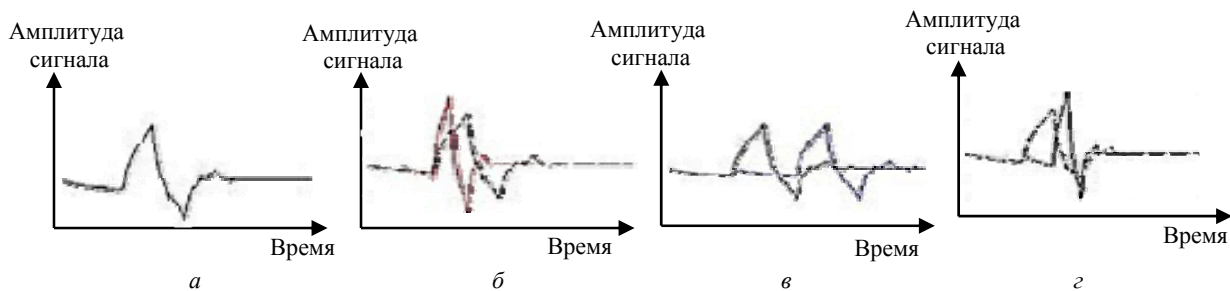 Амплитуда
сигнала
Время
а
Амплитуда
сигнала
Время
б
Амплитуда
сигнала
Время
в
Амплитуда
сигнала
Время
г